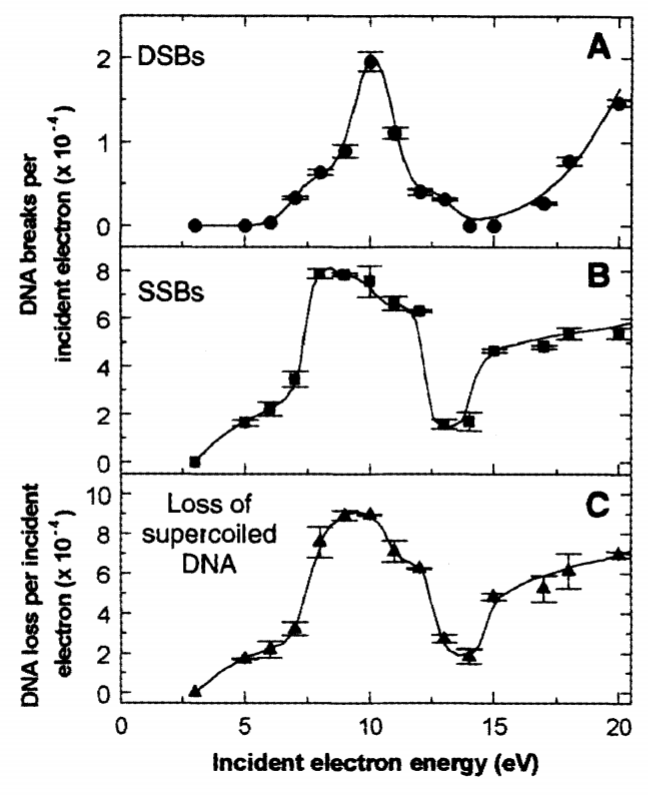 DSBs
A
2
1
0
DNA breaks per
incident electron (x 10⁻⁴)
SSBs
B
8
6
4
2
0
Loss of
supercoiled
DNA
C
10
8
6
4
2
0
DNA loss per incident
electron (x 10⁻⁴)
0 5 10 15 20
Incident electron energy (eV)